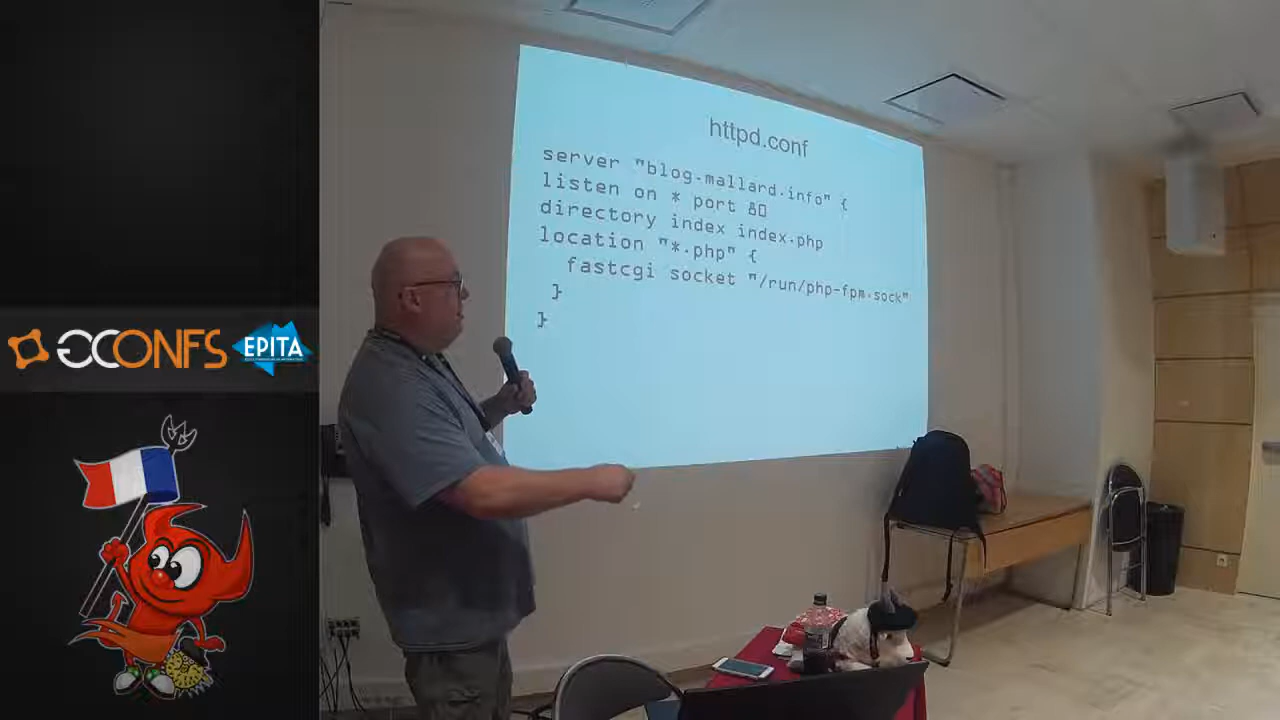 httpd.conf
server "blog-mallard.info" {
listen on * port 80
directory index index.php
location "*.php" {
fastcgi socket "/run/php-fpm.sock"
}
}
GCONFS
EPITA